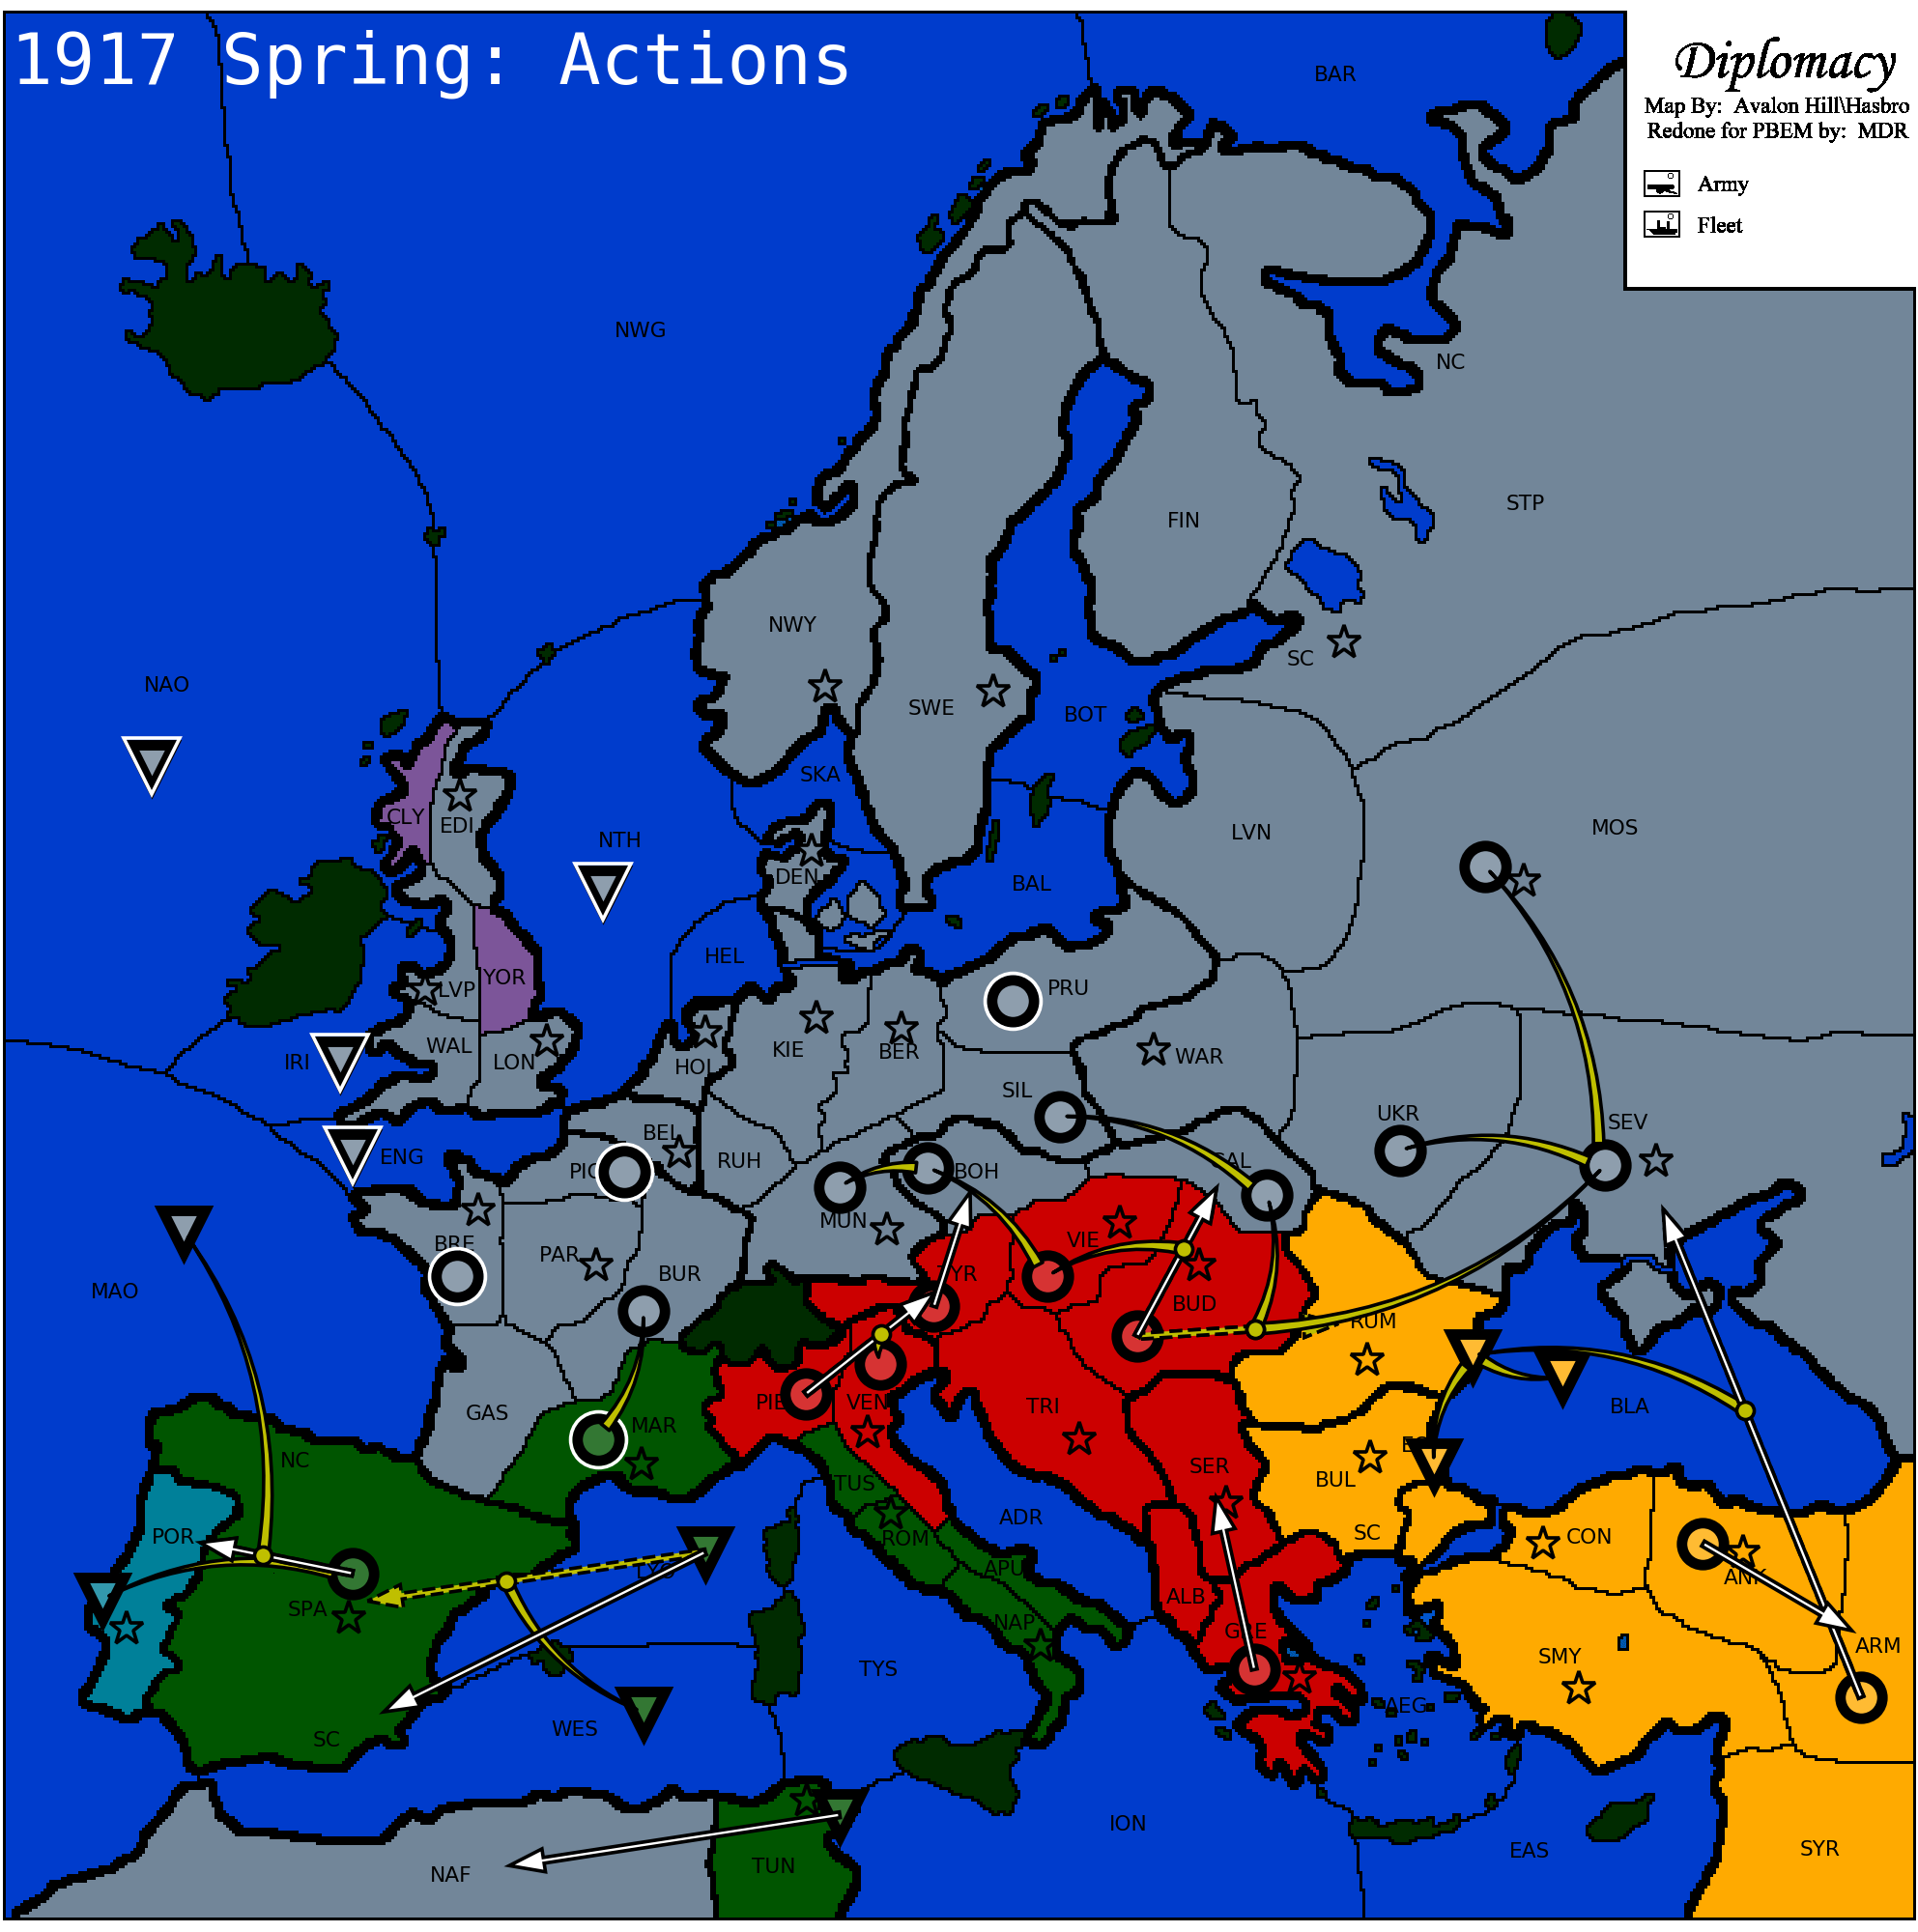 1917 Spring: Actions
Diplomacy
Map By: Avalon Hill\Hasbro
Redone for PBEM by: MDR
Army
Fleet
BAR
NWG
NC
STP
FIN
NWY
SC
NAO
SWE
BOT
SKA
CLY
EDI
NTH
LVN
MOS
DEN
BAL
HEL
YOR
LVP
PRU
IRI
WAL
LON
KIE
BER
WAR
HOL
SIL
UKR
SEV
BEL
ENG
PIC
RUH
BOH
GAL
MUN
BRE
PAR
BUR
VIE
TYR
MAO
BUD
RUM
PIE
VEN
TRI
BLA
GAS
MAR
NC
EC
SER
BUL
TUS
POR
ROM
ADR
SC
CON
APU
LYO
ANK
SPA
ALB
NAP
GRE
ARM
SMY
TYS
AEG
WES
SC
ION
EAS
SYR
NAF
TUN